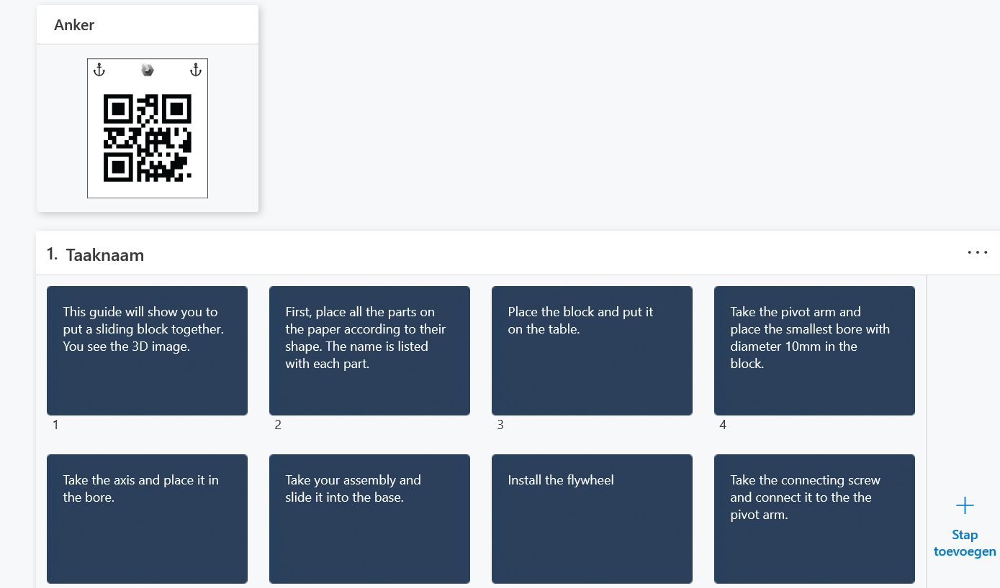 Anker
1. Taaknaam
This guide will show you to
put a sliding block together.
You see the 3D image.
1
First, place all the parts on
the paper according to their
shape. The name is listed
with each part.
2
Place the block and put it
on the table.
3
Take the pivot arm and
place the smallest bore with
diameter 10mm in the
block.
4
Take the axis and place it in
the bore.
Take your assembly and
slide it into the base.
Install the flywheel
Take the connecting screw
and connect it to the the
pivot arm.
Stap
toevoegen